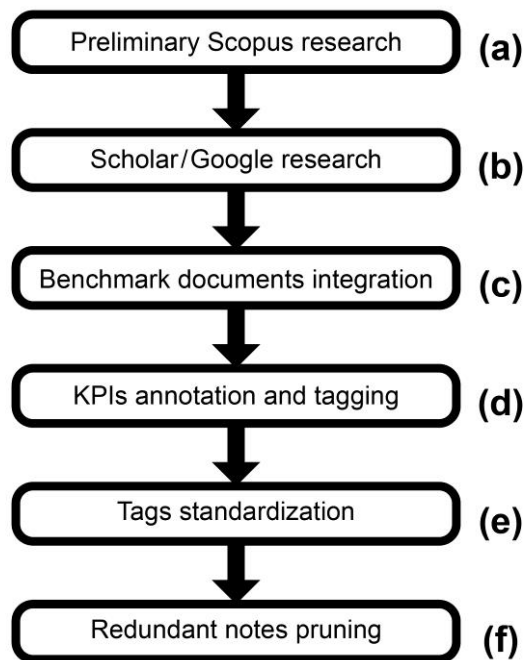 Preliminary Scopus research (a)
Scholar/Google research (b)
Benchmark documents integration (c)
KPIs annotation and tagging (d)
Tags standardization (e)
Redundant notes pruning (f)